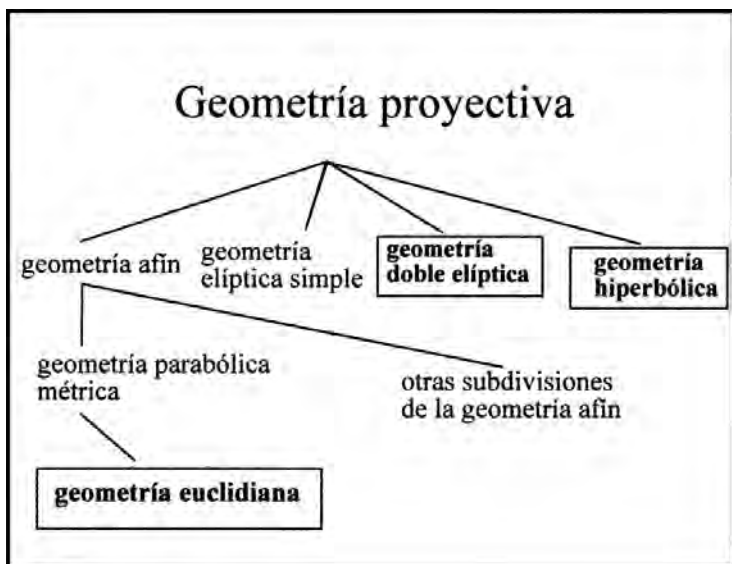 Geometría proyectiva
geometría afín
geometría
elíptica simple
geometría
doble elíptica
geometría
hiperbólica
geometría parabólica
métrica
otras subdivisiones
de la geometría afín
geometría euclidiana